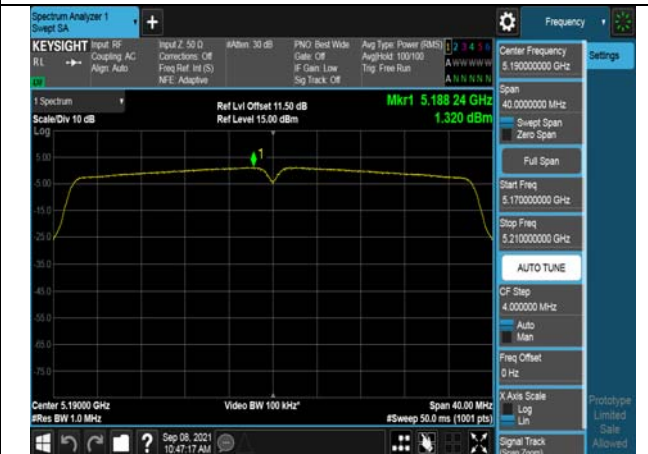 Spectrum Analyzer 1
Swept SA
+
Frequency
KEYSIGHT
Input: RF
Coupling: AC
Align: Auto
Input Z: 50 Ω
Corrections: Off
Freq Ref: Int (S)
NFE: Adaptive
#Atten: 30 dB
PNO: Best Wide
Gate: Off
IF Gain: Low
Sig Track: Off
Avg Type: Power (RMS)
Avg|Hold: 100/100
Trig: Free Run
1 2 3 4 5 6
A W W W W W
A N N N N N
RL
Center Frequency
5.190000000 GHz
Settings
Span
40.0000000 MHz
Swept Span
Zero Span
Full Span
Start Freq
5.170000000 GHz
Stop Freq
5.210000000 GHz
AUTO TUNE
CF Step
4.000000 MHz
Auto
Man
Freq Offset
0 Hz
X Axis Scale
Log
Lin
Signal Track
(Span Zoom)
Prototype
Limited
Sale
Allowed
1 Spectrum
Scale/Div 10 dB
Log
Ref Lvl Offset 11.50 dB
Ref Level 15.00 dBm
Mkr1 5.188 24 GHz
1.320 dBm
1
5.00
-5.00
-15.0
-25.0
-35.0
-45.0
-55.0
-65.0
-75.0
Center 5.19000 GHz
#Res BW 1.0 MHz
Video BW 100 kHz*
Span 40.00 MHz
#Sweep 50.0 ms (1001 pts)
?
Sep 08, 2021
10:47:17 AM